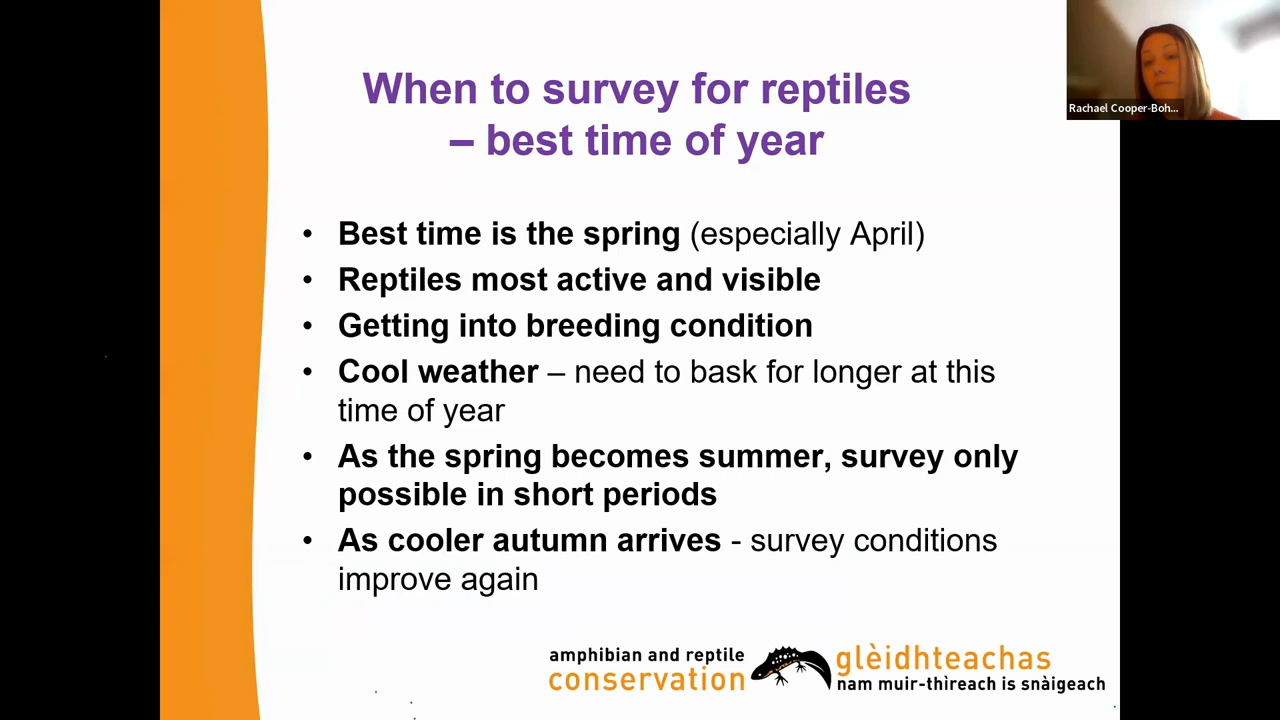 When to survey for reptiles
– best time of year
Rachael Cooper-Boh...
• Best time is the spring (especially April)
• Reptiles most active and visible
• Getting into breeding condition
• Cool weather – need to bask for longer at this
time of year
• As the spring becomes summer, survey only
possible in short periods
• As cooler autumn arrives - survey conditions
improve again
amphibian and reptile
conservation
glèidhteachas
nam muir-thìreach is snàigeach